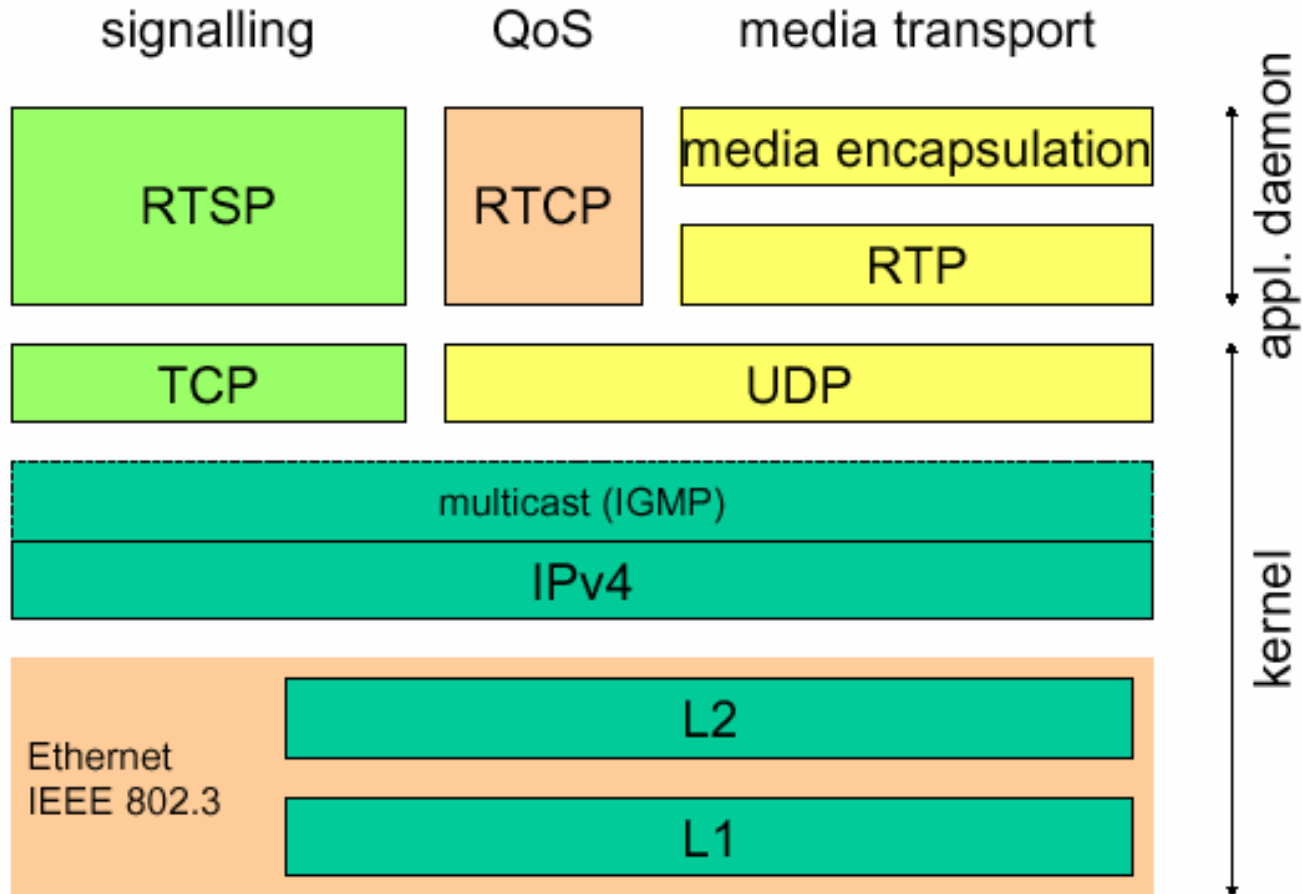 signalling
QoS
media transport
RTSP
RTCP
media encapsulation
RTP
appl. daemon
TCP
UDP
multicast (IGMP)
IPv4
kernel
Ethernet
IEEE 802.3
L2
L1